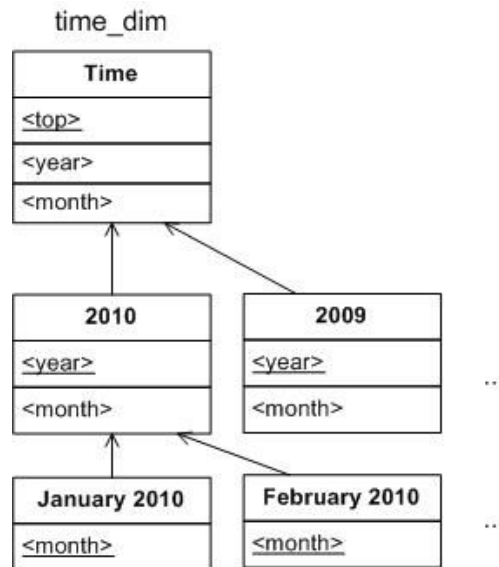 time_dim
Time
<top>
<year>
<month>
2010
<year>
<month>
2009
<year>
<month>
..
January 2010
<month>
February 2010
<month>
..